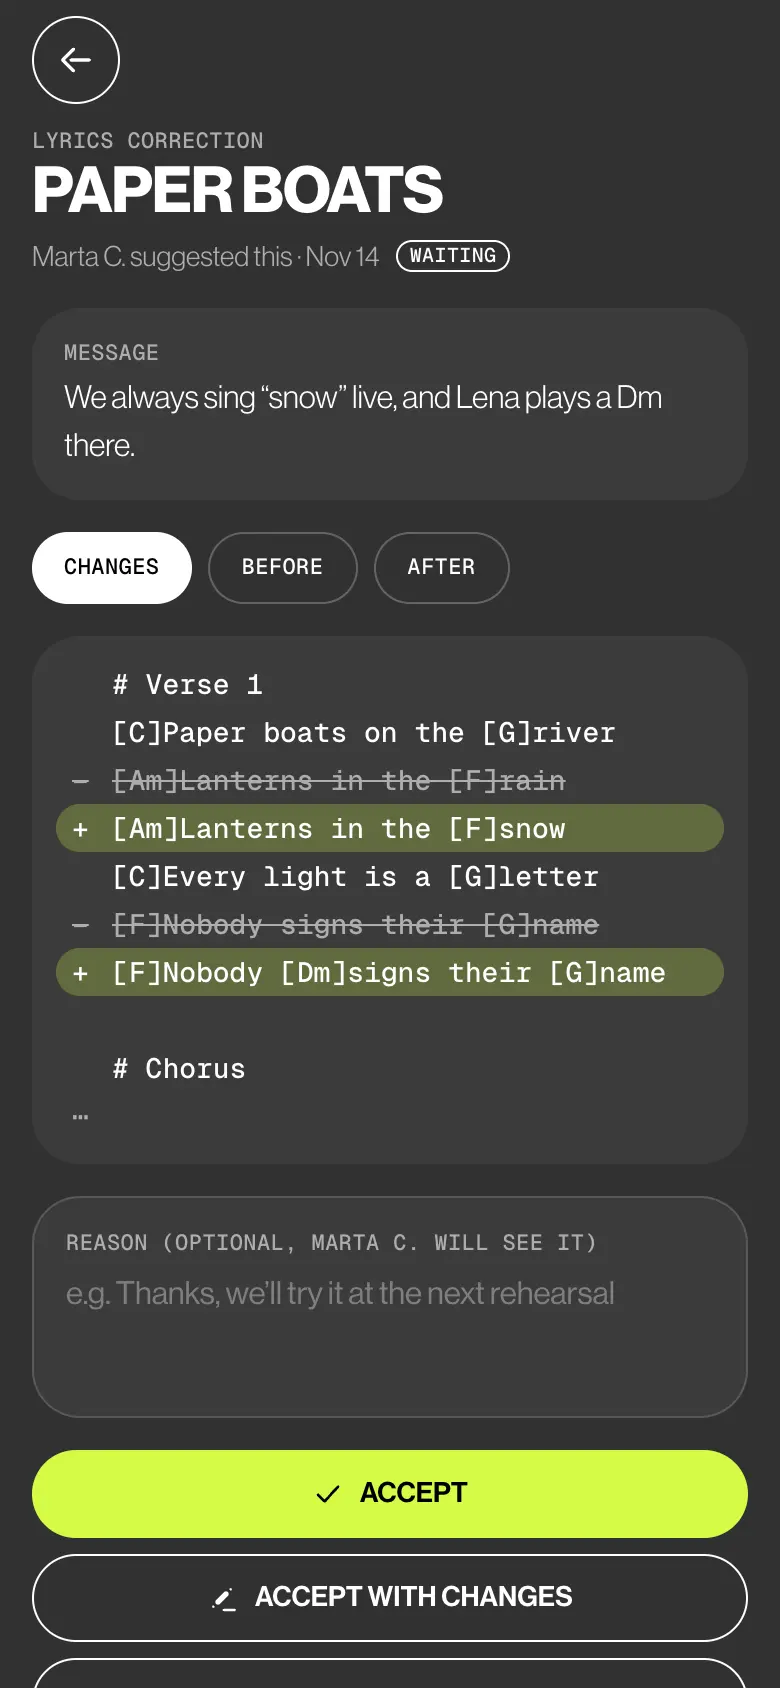 LYRICS CORRECTION
PAPER BOATS
Marta C. suggested this · Nov 14 WAITING
MESSAGE
We always sing “snow” live, and Lena plays a Dm
there.
CHANGES BEFORE AFTER
# Verse 1
[C]Paper boats on the [G]river
− [Am]Lanterns in the [F]rain
+ [Am]Lanterns in the [F]snow
[C]Every light is a [G]letter
− [F]Nobody signs their [G]name
+ [F]Nobody [Dm]signs their [G]name
# Chorus
…
REASON (OPTIONAL, MARTA C. WILL SEE IT)
e.g. Thanks, we’ll try it at the next rehearsal
ACCEPT
ACCEPT WITH CHANGES